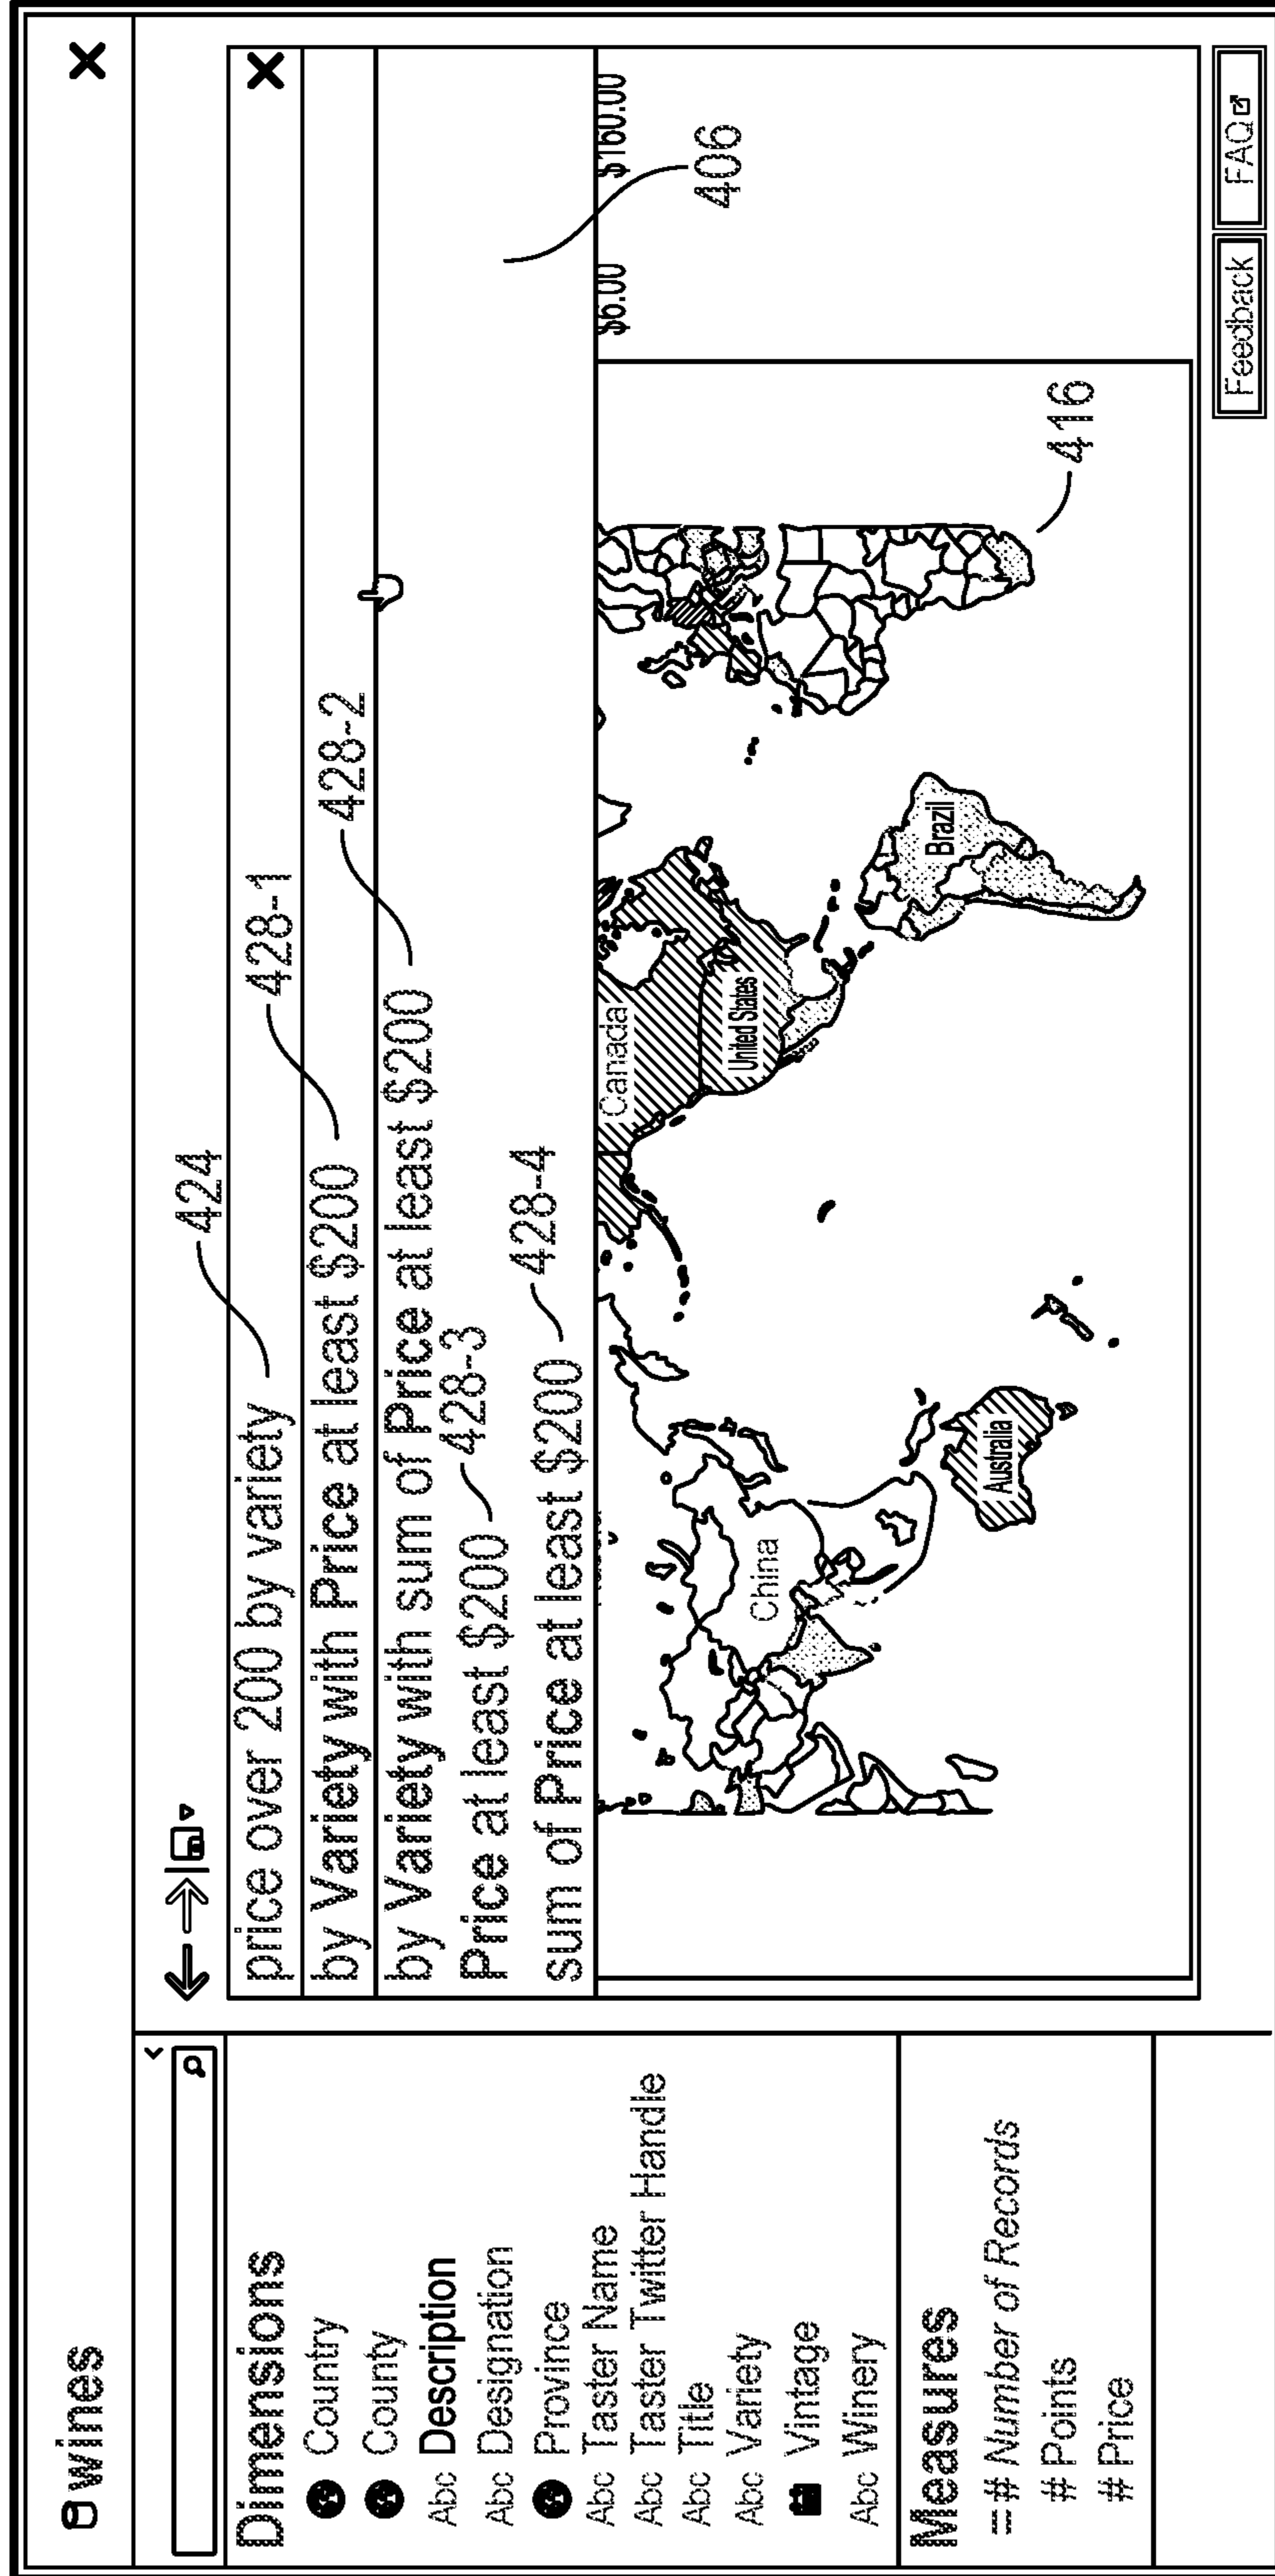 wines
Dimensions
Country
County
Abc Description
Abc Designation
Province
Abc Taster Name
Abc Taster Twitter Handle
Abc Title
Abc Variety
Vintage
Abc Winery
Measures
=# Number of Records
# Points
# Price
424
price over 200 by variety
by Variety with Price at least $200
428-1
by Variety with sum of Price at least $200
428-2
Price at least $200
428-3
sum of Price at least $200
428-4
406
$6.00 $160.00
Canada
United States
Brazil
China
Australia
416
Feedback
FAQ